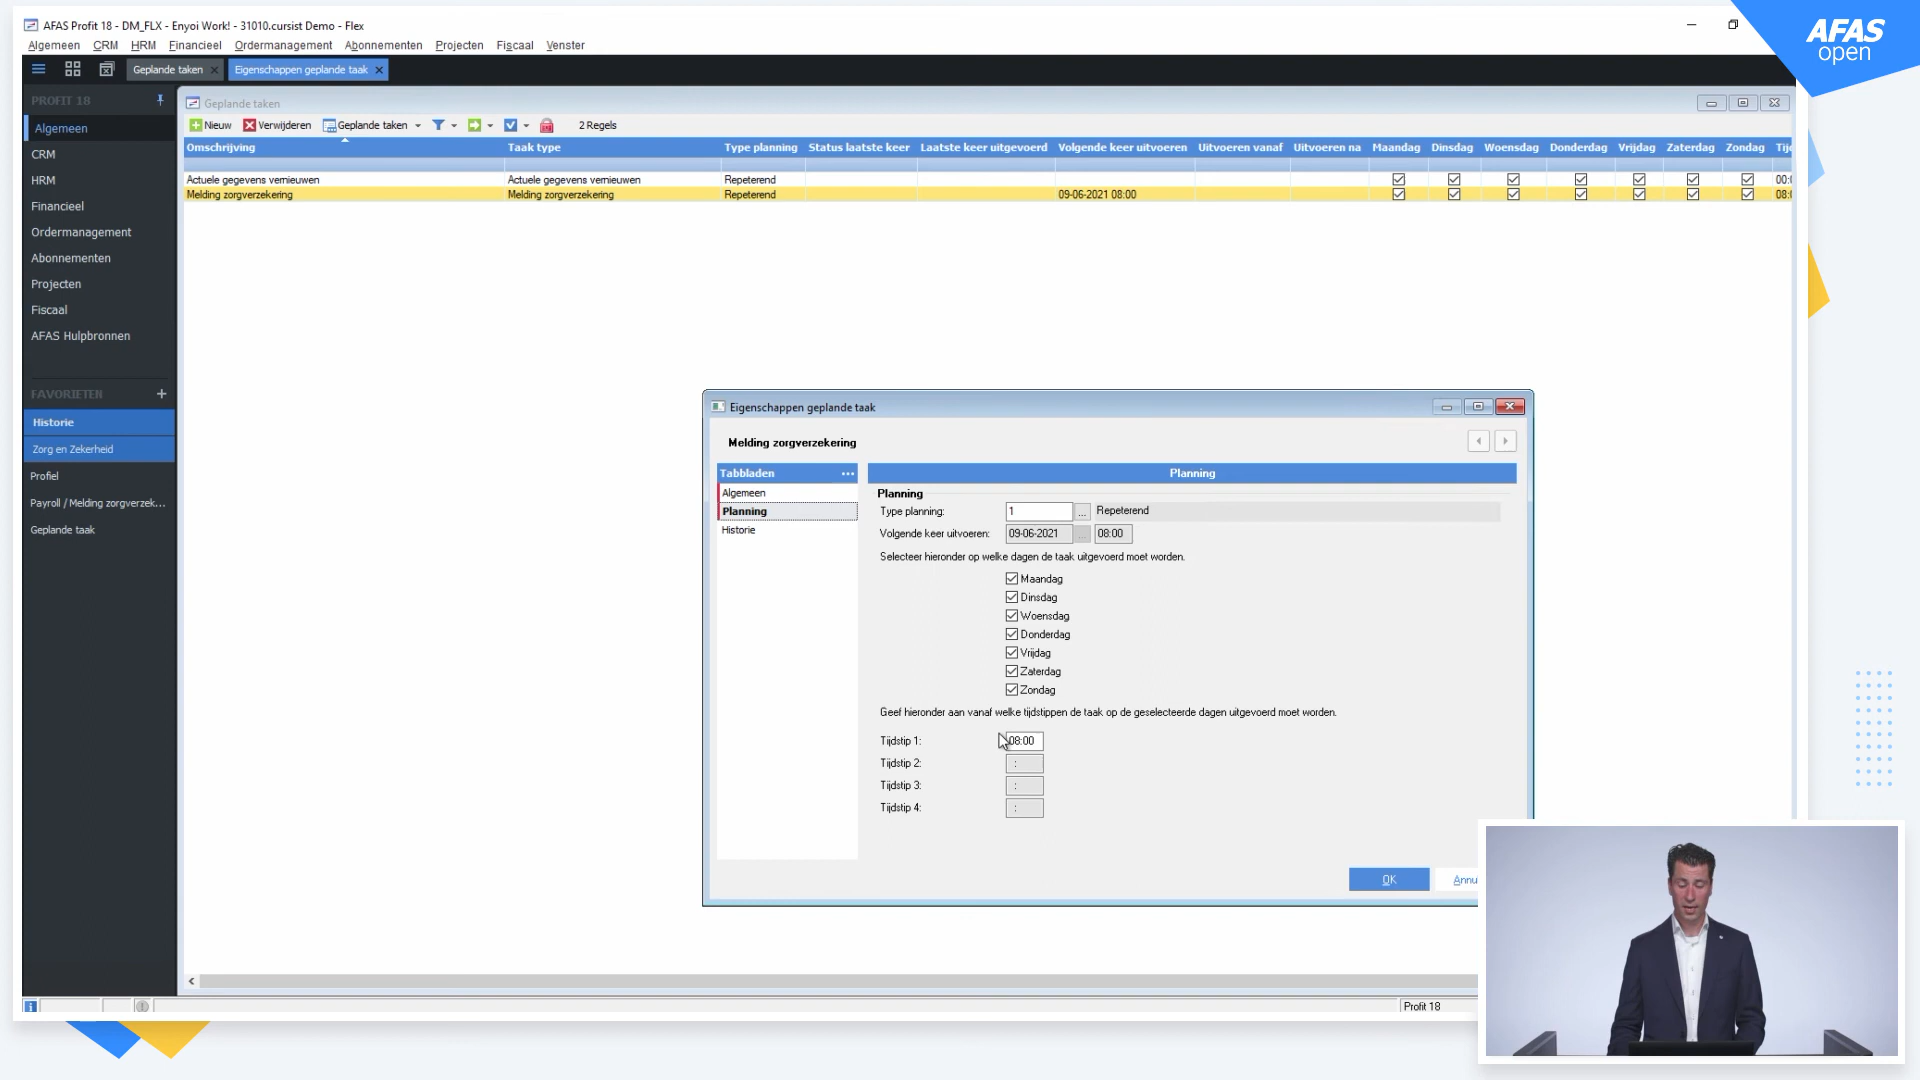 AFAS Profit 18 - DM_FLX - Enyoi Work! - 31010.cursist Demo - Flex
AFAS
open
Algemeen CRM HRM Financieel Ordermanagement Abonnementen Projecten Fiscaal Venster
Geplande taken Eigenschappen geplande taak
PROFIT 18
Algemeen
CRM
HRM
Financieel
Ordermanagement
Abonnementen
Projecten
Fiscaal
AFAS Hulpbronnen
FAVORIETEN
Historie
Zorg en Zekerheid
Profiel
Payroll / Melding zorgverzek...
Geplande taak
Geplande taken
Nieuw Verwijderen Geplande taken 2 Regels
Omschrijving Taak type Type planning Status laatste keer Laatste keer uitgevoerd Volgende keer uitvoeren Uitvoeren vanaf Uitvoeren na Maandag Dinsdag Woensdag Donderdag Vrijdag Zaterdag Zondag
Actuele gegevens vernieuwen Actuele gegevens vernieuwen Repeterend 00:
Melding zorgverzekering Melding zorgverzekering Repeterend 09-06-2021 08:00 08:
Eigenschappen geplande taak
Melding zorgverzekering
Tabbladen ...
Algemeen
Planning
Historie
Planning
Planning
Type planning: 1 ... Repeterend
Volgende keer uitvoeren: 09-06-2021 ... 08:00
Selecteer hieronder op welke dagen de taak uitgevoerd moet worden.
Maandag
Dinsdag
Woensdag
Donderdag
Vrijdag
Zaterdag
Zondag
Geef hieronder aan vanaf welke tijdstippen de taak op de geselecteerde dagen uitgevoerd moet worden.
Tijdstip 1: 08:00
Tijdstip 2: :
Tijdstip 3: :
Tijdstip 4: :
OK Annu
Profit 18